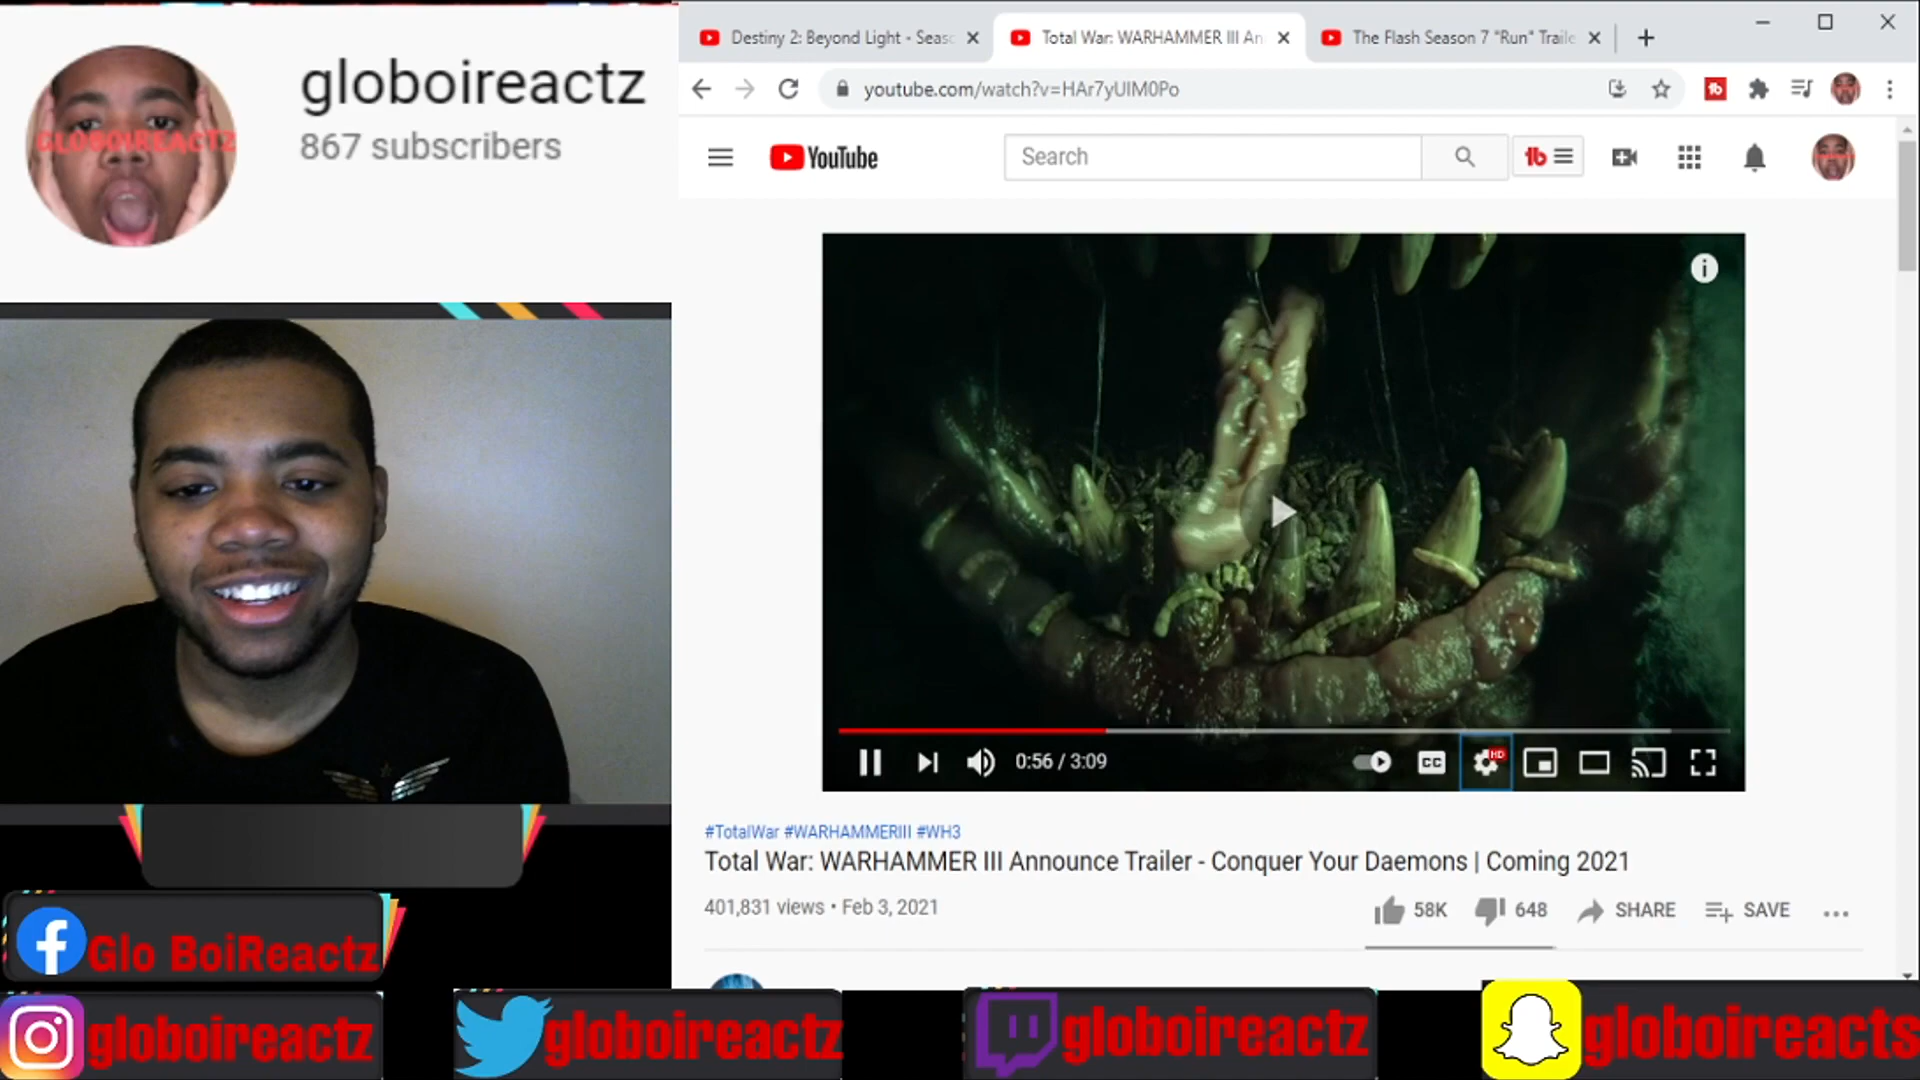 globoireactz
867 subscribers
GLOBOIREACTZ
Destiny 2: Beyond Light - Seas
Total War: WARHAMMER III An
The Flash Season 7 "Run" Traile
youtube.com/watch?v=HAr7yUIM0Po
YouTube
Search
0:56 / 3:09
CC
HD
#TotalWar #WARHAMMERIII #WH3
Total War: WARHAMMER III Announce Trailer - Conquer Your Daemons | Coming 2021
401,831 views • Feb 3, 2021
58K
648
SHARE
SAVE
Glo BoiReactz
globoireactz
globoireactz
globoireactz
globoireacts